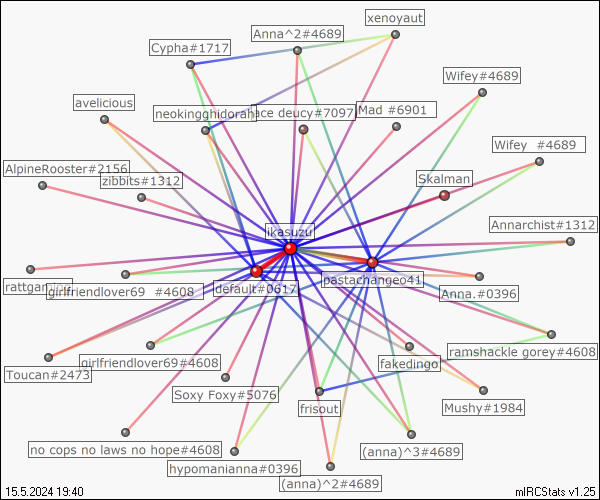 xenoyaut
Anna^2#4689
Cypha#1717
Wifey#4689
avelicious
neokingghidorah
ace deucy#7097
Mad #6901
Wifey #4689
AlpineRooster#2156
zibbits#1312
Skalman
Annarchist#1312
likasuzu
rattgaming
girlfriendlover69 #4608
default#0617
pastachangeo41
Anna.#0396
Toucan#2473
girlfriendlover69#4608
fakedingo
ramshackle gorey#4608
Soxy Foxy#5076
frisout
Mushy#1984
no cops no laws no hope#4608
hypomanianna#0396
(anna)^2#4689
(anna)^3#4689
15.5.2024 19:40
mIRCStats v1.25